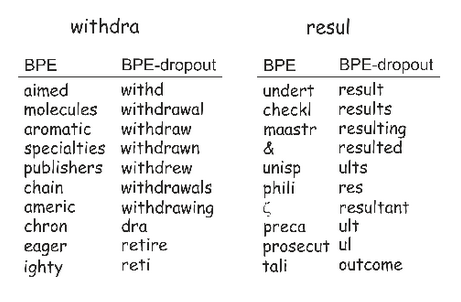 withdra resul
BPE BPE-dropout BPE BPE-dropout
aimed withd undert result
molecules withdrawal checkl results
aromatic withdraw maastr resulting
specialties withdrawn & resulted
publishers withdrew unisp ults
chain withdrawals phili res
americ withdrawing ζ resultant
chron dra preca ult
eager retire prosecut ul
ighty reti tali outcome